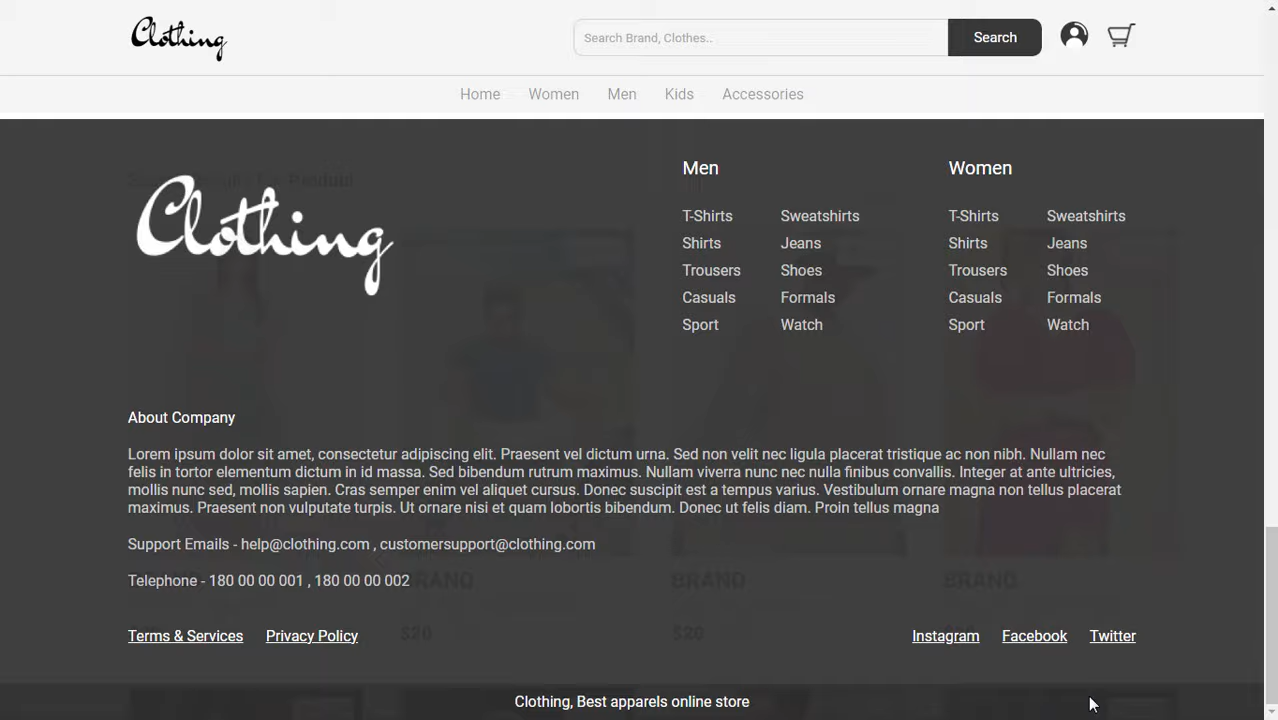 Clothing
Search Brand, Clothes..
Search
Home Women Men Kids Accessories
Clothing
Men
T-Shirts Sweatshirts
Shirts Jeans
Trousers Shoes
Casuals Formals
Sport Watch
Women
T-Shirts Sweatshirts
Shirts Jeans
Trousers Shoes
Casuals Formals
Sport Watch
About Company
Lorem ipsum dolor sit amet, consectetur adipiscing elit. Praesent vel dictum urna. Sed non velit nec ligula placerat tristique ac non nibh. Nullam nec
felis in tortor elementum dictum in id massa. Sed bibendum rutrum maximus. Nullam viverra nunc nec nulla finibus convallis. Integer at ante ultricies,
mollis nunc sed, mollis sapien. Cras semper enim vel aliquet cursus. Donec suscipit est a tempus varius. Vestibulum ornare magna non tellus placerat
maximus. Praesent non vulputate turpis. Ut ornare nisi et quam lobortis bibendum. Donec ut felis diam. Proin tellus magna
Support Emails - help@clothing.com , customersupport@clothing.com
Telephone - 180 00 00 001 , 180 00 00 002
BRAND BRAND BRAND
$20 $20
Terms & Services Privacy Policy
Instagram Facebook Twitter
Clothing, Best apparels online store